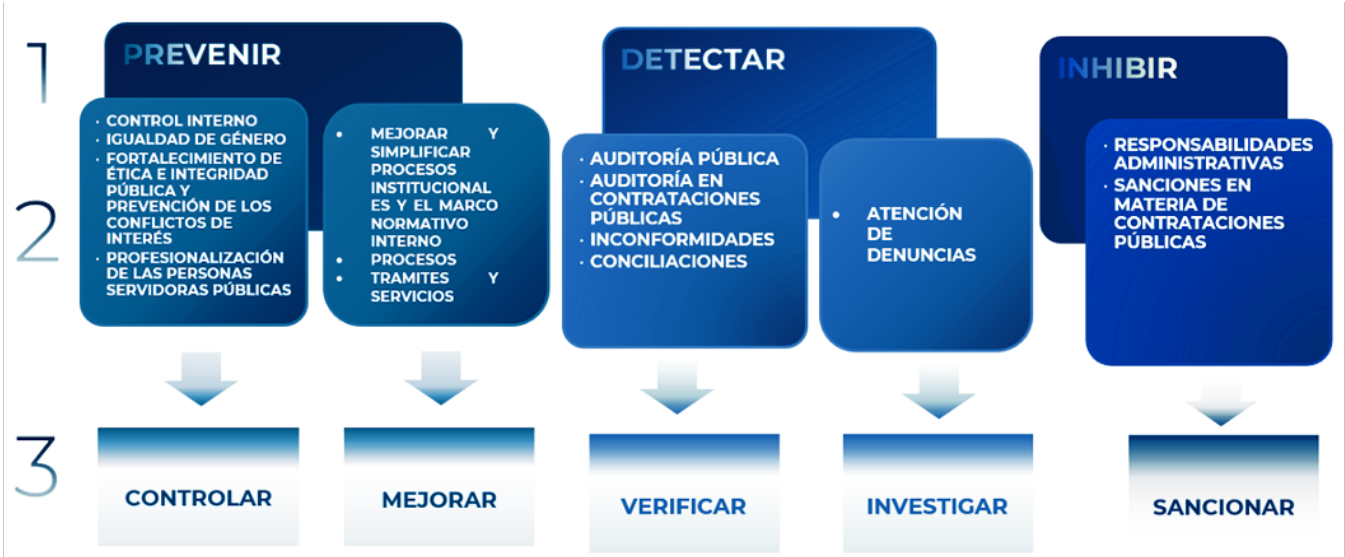 1
PREVENIR
· CONTROL INTERNO
· IGUALDAD DE GÉNERO
· FORTALECIMIENTO DE
ÉTICA E INTEGRIDAD
PÚBLICA Y
PREVENCIÓN DE LOS
CONFLICTOS DE
INTERÉS
· PROFESIONALIZACIÓN
DE LAS PERSONAS
SERVIDORAS PÚBLICAS
• MEJORAR Y
SIMPLIFICAR
PROCESOS
INSTITUCIONAL
ES Y EL MARCO
NORMATIVO
INTERNO
• PROCESOS
• TRAMITES Y
SERVICIOS
DETECTAR
· AUDITORÍA PÚBLICA
· AUDITORÍA EN
CONTRATACIONES
PÚBLICAS
· INCONFORMIDADES
· CONCILIACIONES
• ATENCIÓN
DE
DENUNCIAS
INHIBIR
· RESPONSABILIDADES
ADMINISTRATIVAS
· SANCIONES EN
MATERIA DE
CONTRATACIONES
PÚBLICAS
2
3
CONTROLAR
MEJORAR
VERIFICAR
INVESTIGAR
SANCIONAR